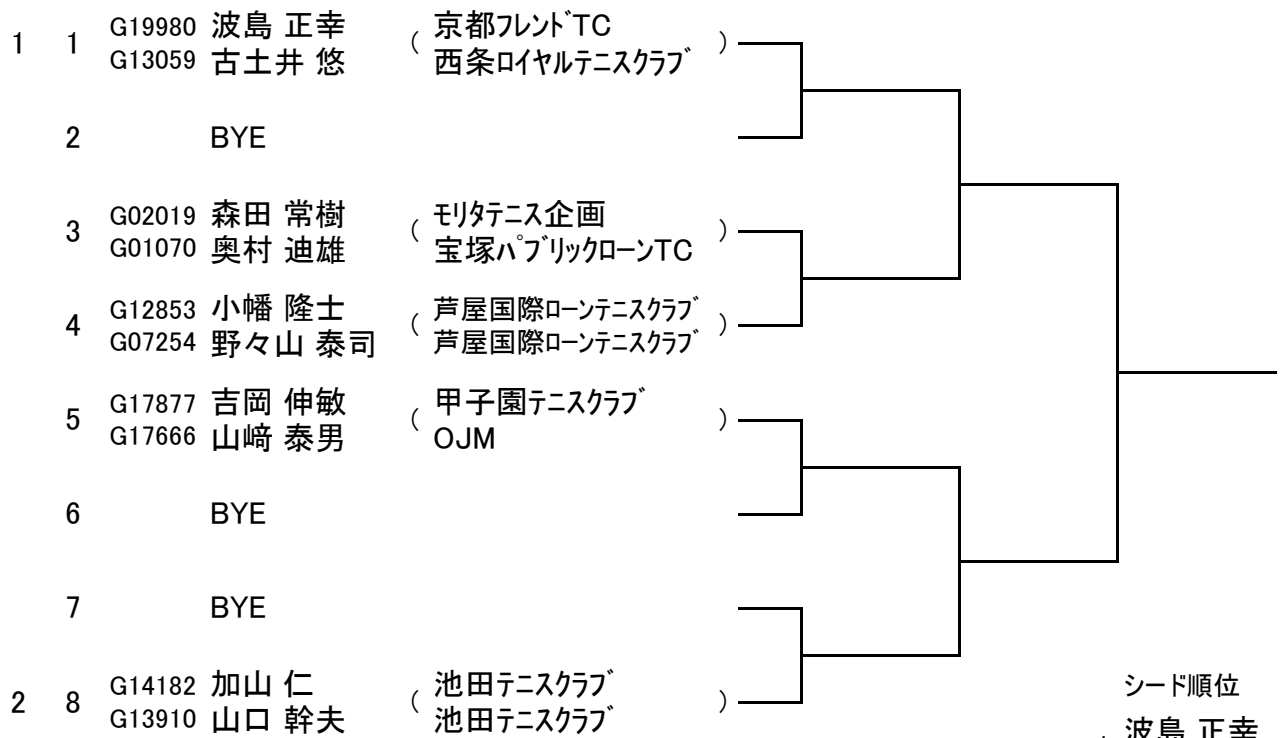 1 1 G19980 波島 正幸 ( 京都フレンドTC )
G13059 古土井 悠 西条ロイヤルテニスクラブ
2 BYE
3 G02019 森田 常樹 ( モリタテニス企画 )
G01070 奥村 迪雄 宝塚パブリックローンTC
4 G12853 小幡 隆士 ( 芦屋国際ローンテニスクラブ )
G07254 野々山 泰司 芦屋国際ローンテニスクラブ
5 G17877 吉岡 伸敏 ( 甲子園テニスクラブ )
G17666 山﨑 泰男 OJM
6 BYE
7 BYE
2 8 G14182 加山 仁 ( 池田テニスクラブ )
G13910 山口 幹夫 池田テニスクラブ
シード順位
波島 正幸